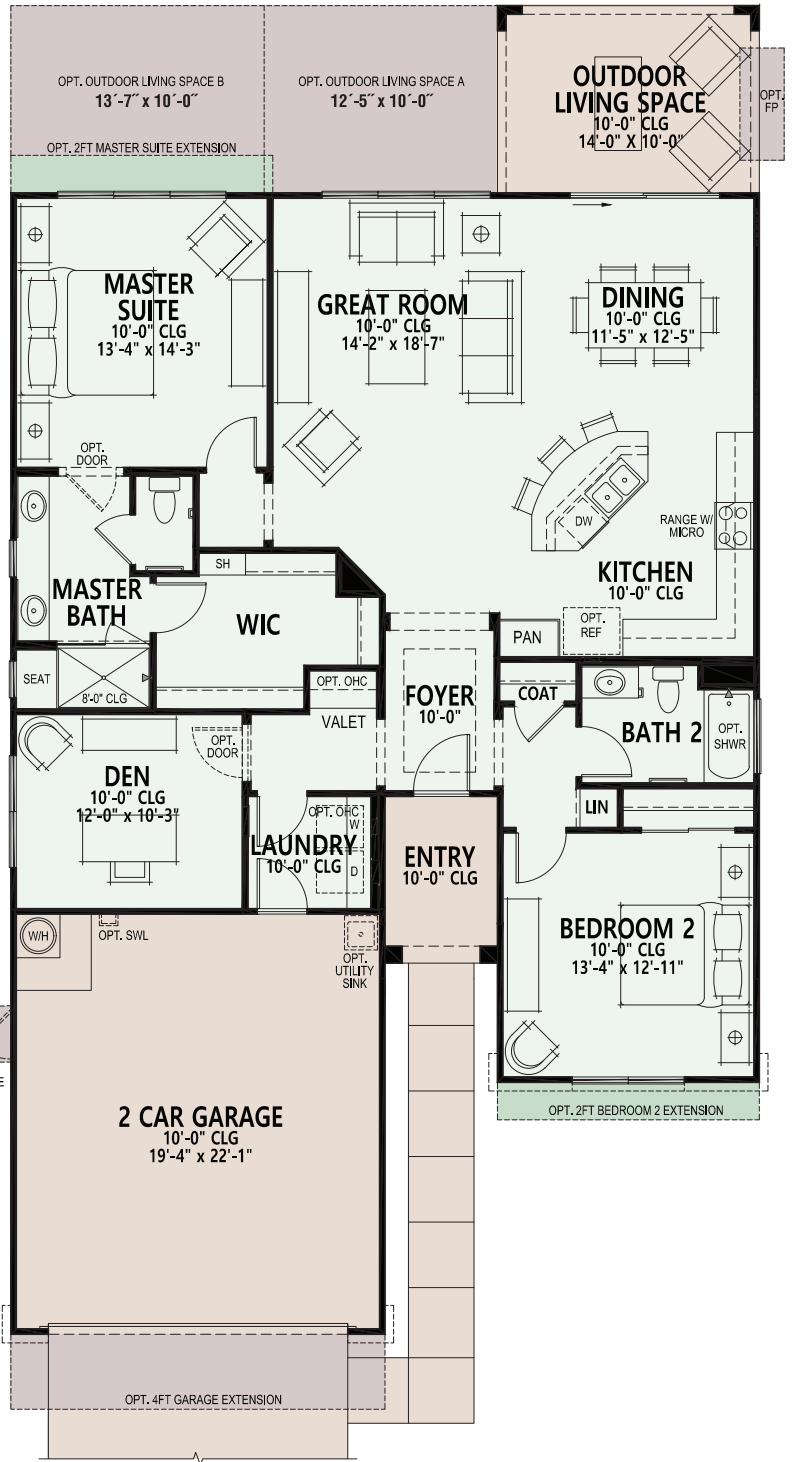 OPT. OUTDOOR LIVING SPACE B
13´-7˝ x 10´-0˝
OPT. OUTDOOR LIVING SPACE A
12´-5˝ x 10´-0˝
OUTDOOR
LIVING SPACE
10'-0" CLG
14'-0" X 10'-0"
OPT.
FP
OPT. 2FT MASTER SUITE EXTENSION
MASTER
SUITE
10'-0" CLG
13'-4" x 14'-3"
GREAT ROOM
10'-0" CLG
14'-2" x 18'-7"
DINING
10'-0" CLG
11'-5" x 12'-5"
OPT.
DOOR
DW
RANGE W/
MICRO
KITCHEN
10'-0" CLG
MASTER
BATH
SH
WIC
PAN
OPT.
REF
SEAT
8'-0" CLG
OPT. OHC
VALET
FOYER
10'-0"
COAT
BATH 2
OPT.
SHWR
OPT.
DOOR
DEN
10'-0" CLG
12'-0" x 10'-3"
OPT. OHC
W
LAUNDRY
10'-0" CLG
D
LIN
ENTRY
10'-0" CLG
BEDROOM 2
10'-0" CLG
13'-4" x 12'-11"
W/H
OPT. SWL
OPT.
UTILITY
SINK
E
OPT. 2FT BEDROOM 2 EXTENSION
2 CAR GARAGE
10'-0" CLG
19'-4" x 22'-1"
OPT. 4FT GARAGE EXTENSION